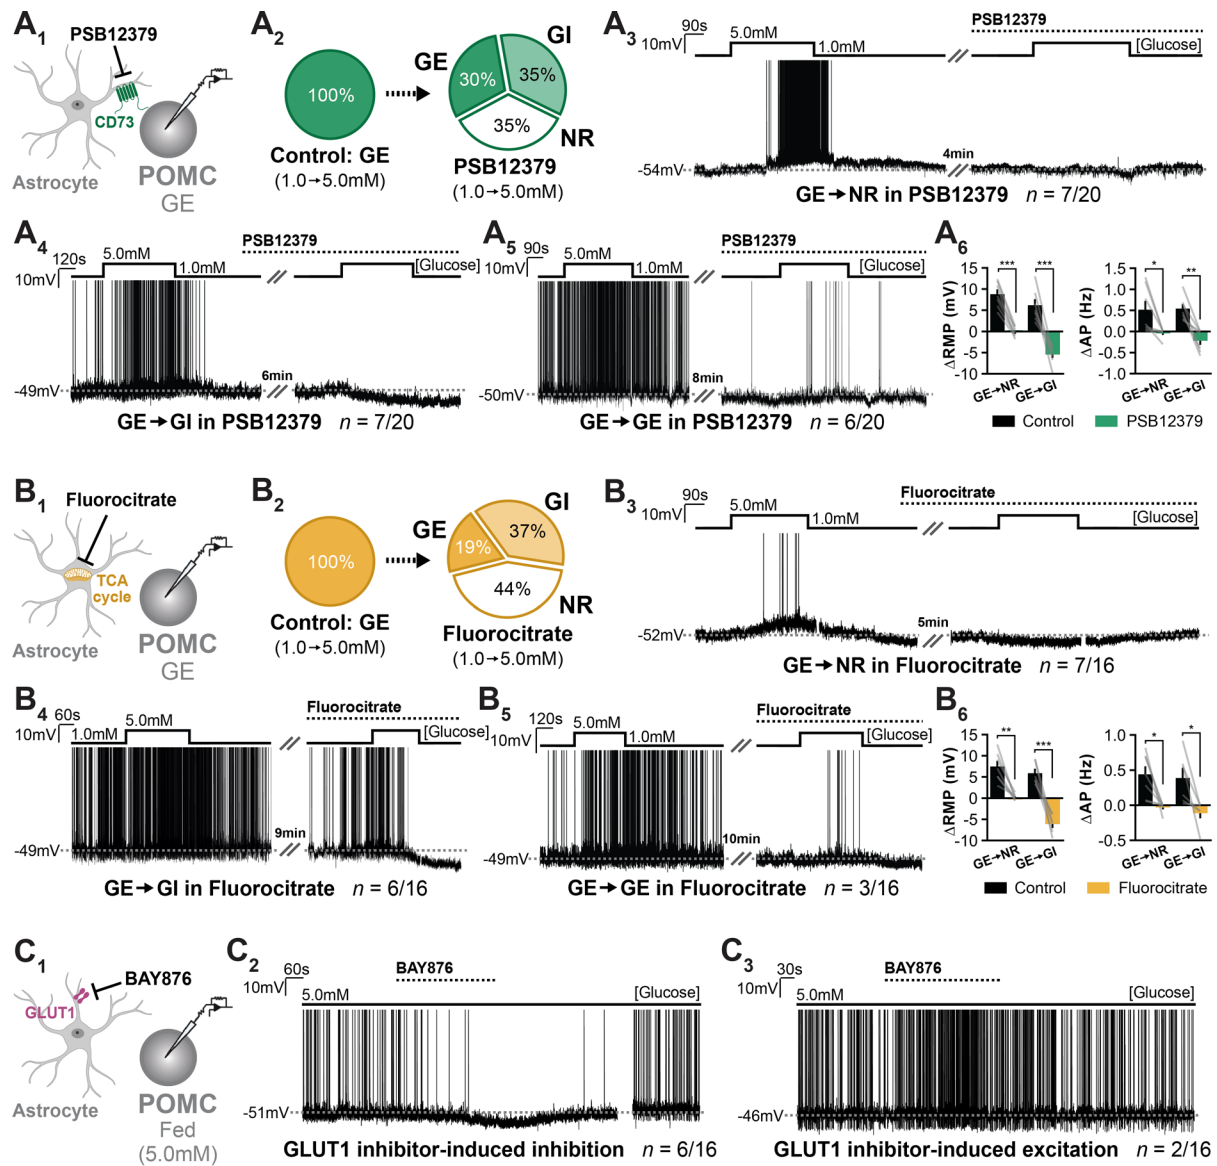 A1
PSB12379
CD73
Astrocyte
POMC
GE
A2
100%
Control: GE
(1.0→5.0mM)
GE
GI
30%
35%
35%
NR
PSB12379
(1.0→5.0mM)
A3
90s
10mV
5.0mM
1.0mM
PSB12379
[Glucose]
-54mV
4min
GE→NR in PSB12379 n = 7/20
A4
120s
10mV
5.0mM
1.0mM
PSB12379
[Glucose]
-49mV
6min
GE→GI in PSB12379 n = 7/20
A5
90s
10mV
5.0mM
1.0mM
PSB12379
[Glucose]
-50mV
8min
GE→GE in PSB12379 n = 6/20
A6
ΔRMP (mV)
15
10
5
0
-5
-10
***
***
GE→NR
GE→GI
ΔAP (Hz)
1.5
1.0
0.5
0.0
-0.5
-1.0
*
**
GE→NR
GE→GI
Control
PSB12379
B1
Fluorocitrate
TCA
cycle
Astrocyte
POMC
GE
B2
100%
Control: GE
(1.0→5.0mM)
GE
GI
19%
37%
44%
NR
Fluorocitrate
(1.0→5.0mM)
B3
90s
10mV
5.0mM
1.0mM
Fluorocitrate
[Glucose]
-52mV
5min
GE→NR in Fluorocitrate n = 7/16
B4
60s
10mV
1.0mM
5.0mM
Fluorocitrate
[Glucose]
-49mV
9min
GE→GI in Fluorocitrate n = 6/16
B5
120s
10mV
5.0mM
1.0mM
Fluorocitrate
[Glucose]
-49mV
10min
GE→GE in Fluorocitrate n = 3/16
B6
ΔRMP (mV)
15
10
5
0
-5
-10
**
***
GE→NR
GE→GI
ΔAP (Hz)
1.0
0.5
0.0
-0.5
*
*
GE→NR
GE→GI
Control
Fluorocitrate
C1
BAY876
GLUT1
Astrocyte
POMC
Fed
(5.0mM)
C2
60s
10mV
5.0mM
BAY876
[Glucose]
-51mV
GLUT1 inhibitor-induced inhibition n = 6/16
C3
30s
10mV
5.0mM
BAY876
[Glucose]
-46mV
GLUT1 inhibitor-induced excitation n = 2/16